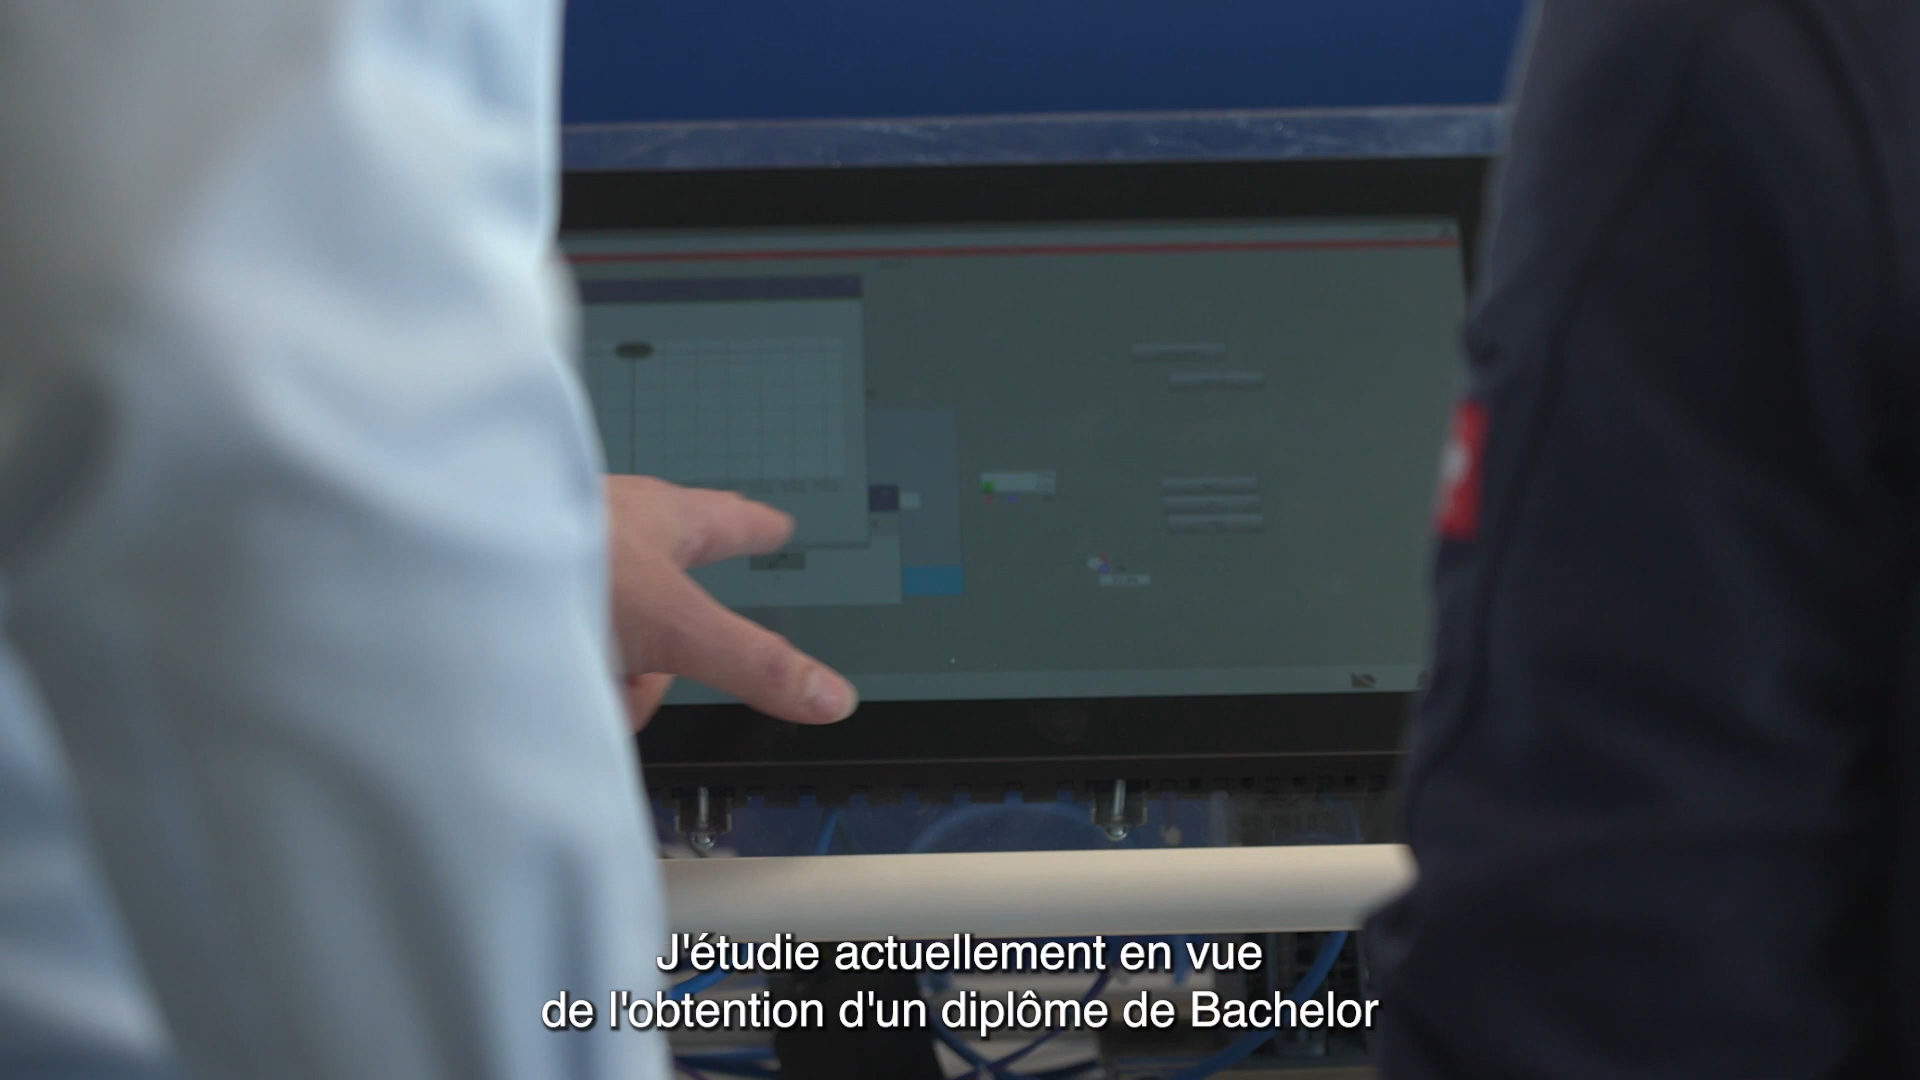 J'étudie actuellement en vue
de l'obtention d'un diplôme de Bachelor